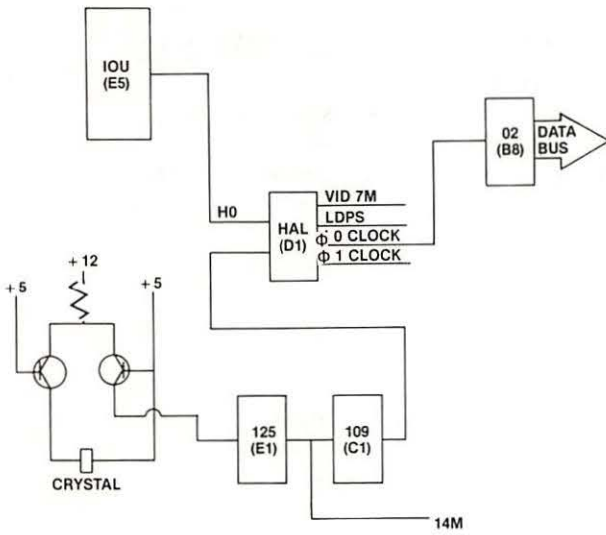 IOU
(E5)
02
(B8)
DATA
BUS
VID 7M
H0
HAL
(D1)
LDPS
ϕ 0 CLOCK
ϕ 1 CLOCK
+ 12
+ 5
+ 5
125
(E1)
109
(C1)
CRYSTAL
14M